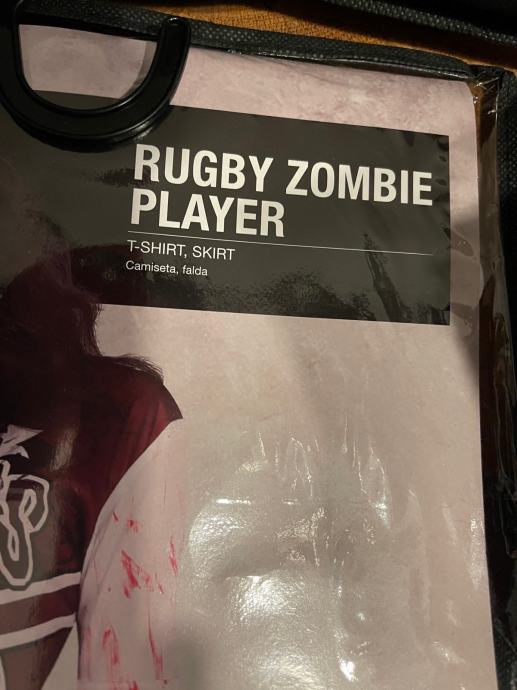 RUGBY ZOMBIE
PLAYER
T-SHIRT, SKIRT
Camiseta, falda